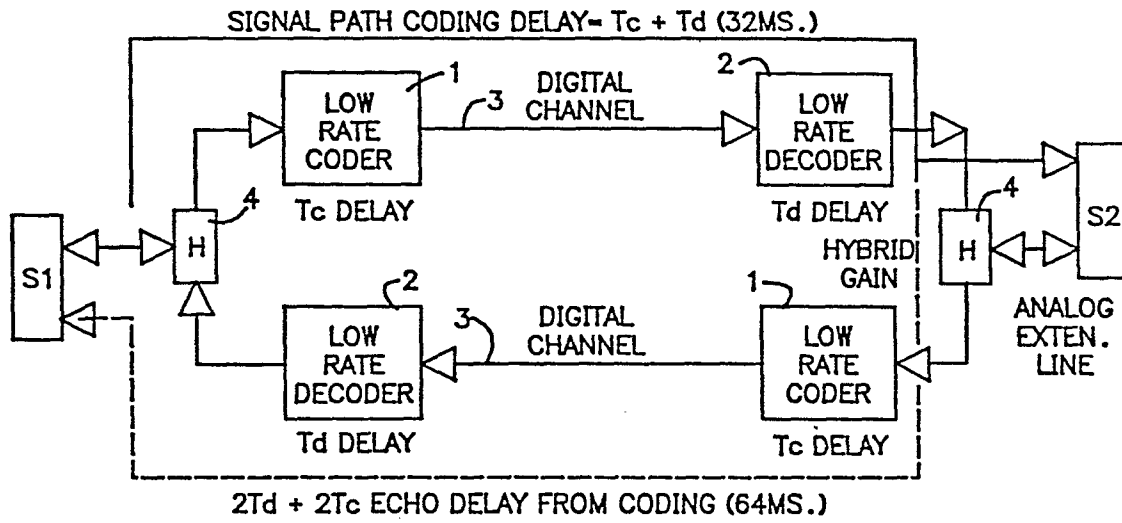 SIGNAL PATH CODING DELAY= Tc + Td (32MS.)
1
LOW
RATE
CODER
Tc DELAY
3
DIGITAL
CHANNEL
2
LOW
RATE
DECODER
Td DELAY
4
H
S1
HYBRID
GAIN
4
H
S2
ANALOG
EXTEN.
LINE
2
LOW
RATE
DECODER
Td DELAY
3
DIGITAL
CHANNEL
1
LOW
RATE
CODER
Tc DELAY
2Td + 2Tc ECHO DELAY FROM CODING (64MS.)